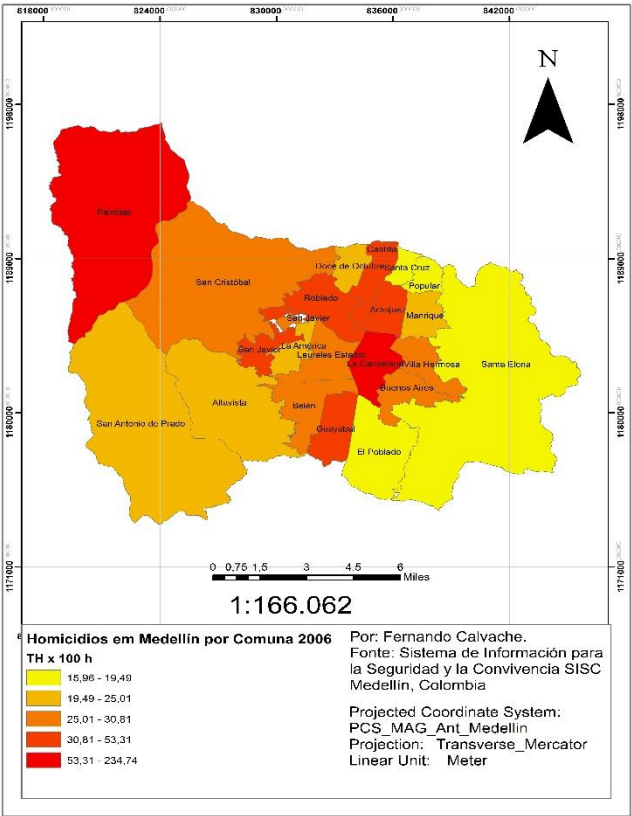 818000 824000 830000 836000 842000
N
1198000 1198000
Palmitas
1189000 1189000
Castilla
Doce de Octubre Santa Cruz
San Cristóbal
Popular
Robledo
Aranjuez
San Javier
Manrique
San Javier La América
Laureles Estadio
La Candelaria Villa Hermosa
Santa Elena
Buenos Aires
Altavista
Belén
1180000 1180000
San Antonio de Prado
Guayabal
El Poblado
1171000 1171000
0 0.75 1.5 3 4.5 6
Miles
1:166.062
Homicidios em Medellín por Comuna 2006
TH x 100 h
15,96 - 19,49
19,49 - 25,01
25,01 - 30,81
30,81 - 53,31
53,31 - 234,74
Por: Fernando Calvache.
Fonte: Sistema de Información para
la Seguridad y la Convivencia SISC
Medellín, Colombia
Projected Coordinate System:
PCS_MAG_Ant_Medellin
Projection: Transverse_Mercator
Linear Unit: Meter